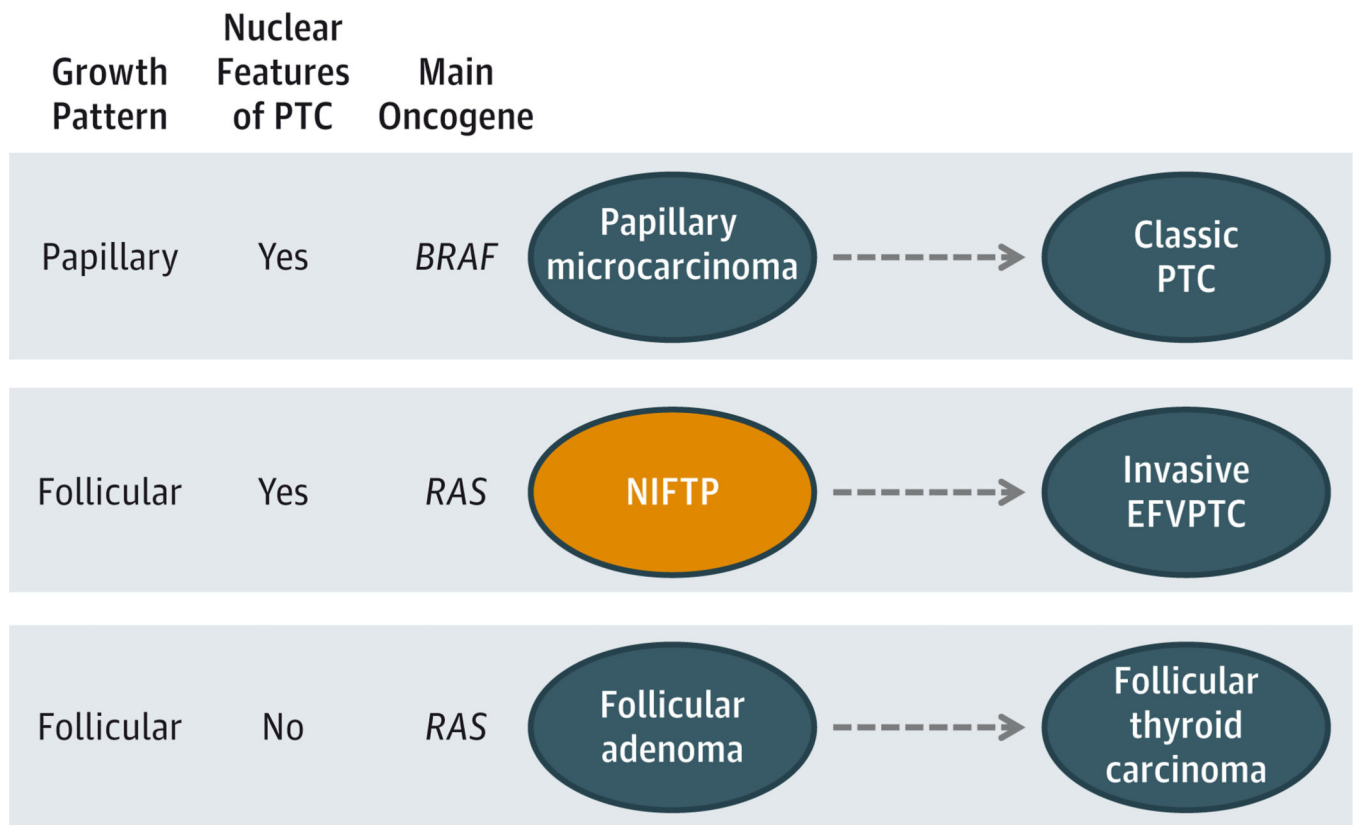 Growth
Pattern
Nuclear
Features
of PTC
Main
Oncogene
Papillary
Yes
BRAF
Papillary
microcarcinoma
Classic
PTC
Follicular
Yes
RAS
NIFTP
Invasive
EFVPTC
Follicular
No
RAS
Follicular
adenoma
Follicular
thyroid
carcinoma